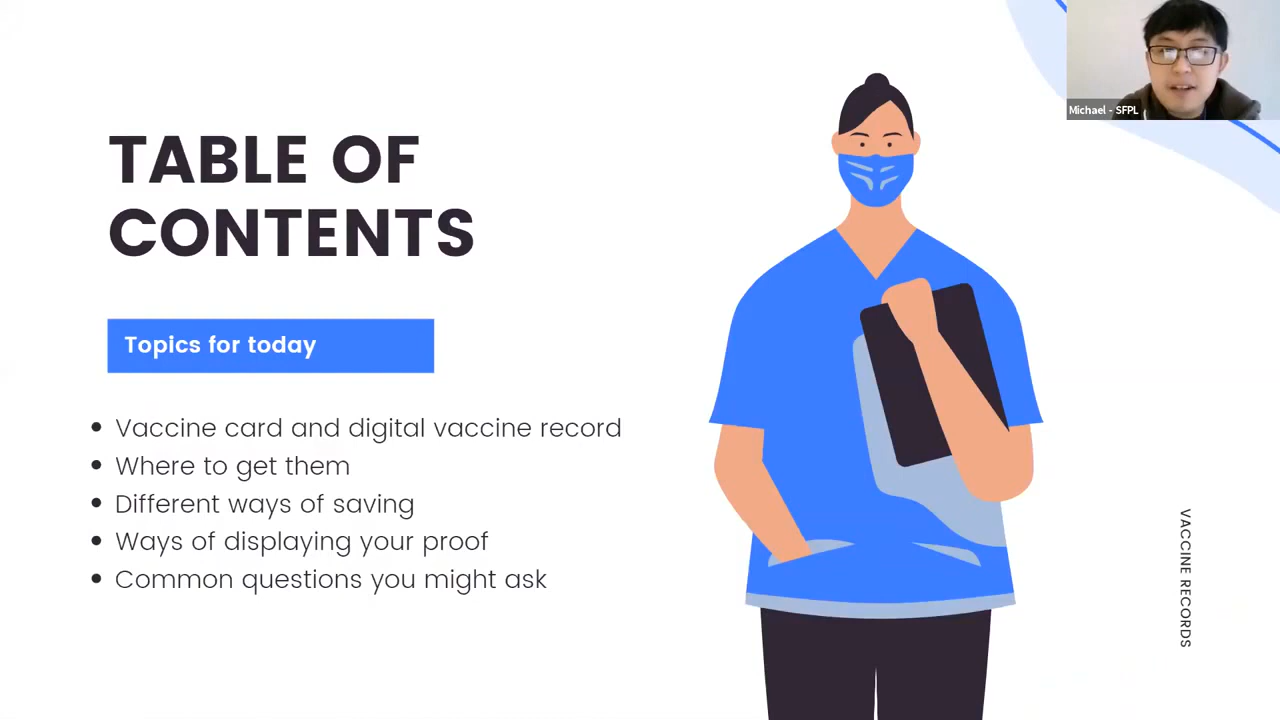 Michael - SFPL
TABLE OF
CONTENTS
Topics for today
• Vaccine card and digital vaccine record
• Where to get them
• Different ways of saving
• Ways of displaying your proof
• Common questions you might ask
VACCINE RECORDS